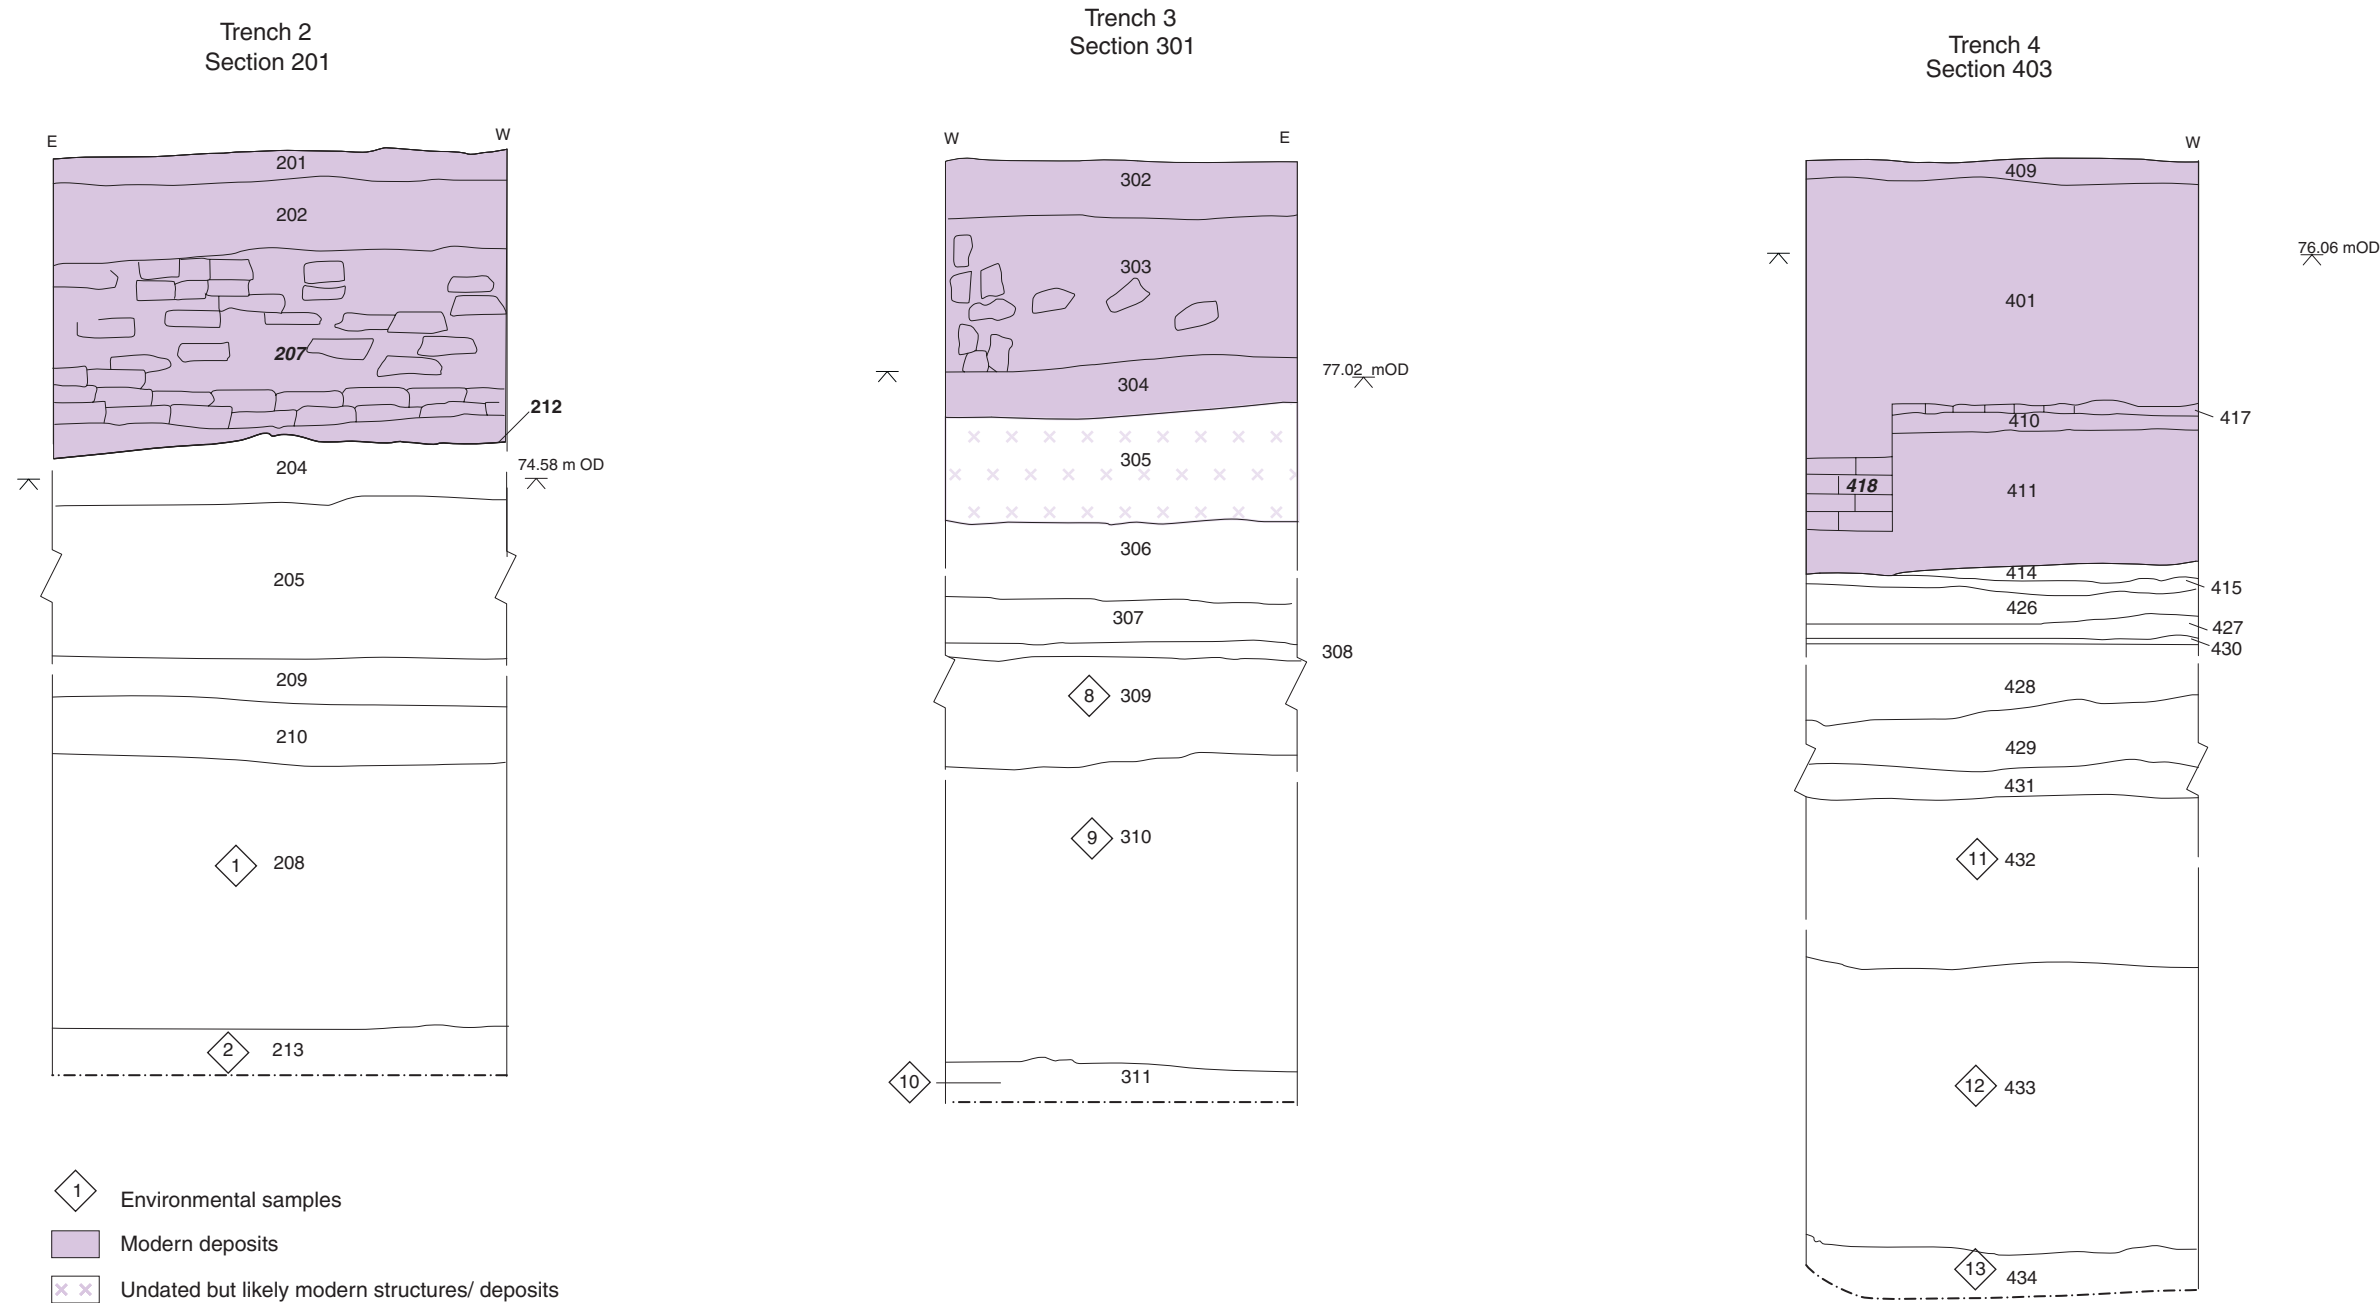 Trench 2
Section 201
E
W
201
202
207
212
204
74.58 m OD
205
209
210
1
208
2
213
Trench 3
Section 301
W
E
302
303
77.02 mOD
304
305
306
307
308
8
309
9
310
10
311
Trench 4
Section 403
W
409
76.06 mOD
401
417
410
418
411
414
415
426
427
430
428
429
431
11
432
12
433
13
434
1
Environmental samples
Modern deposits
Undated but likely modern structures/ deposits